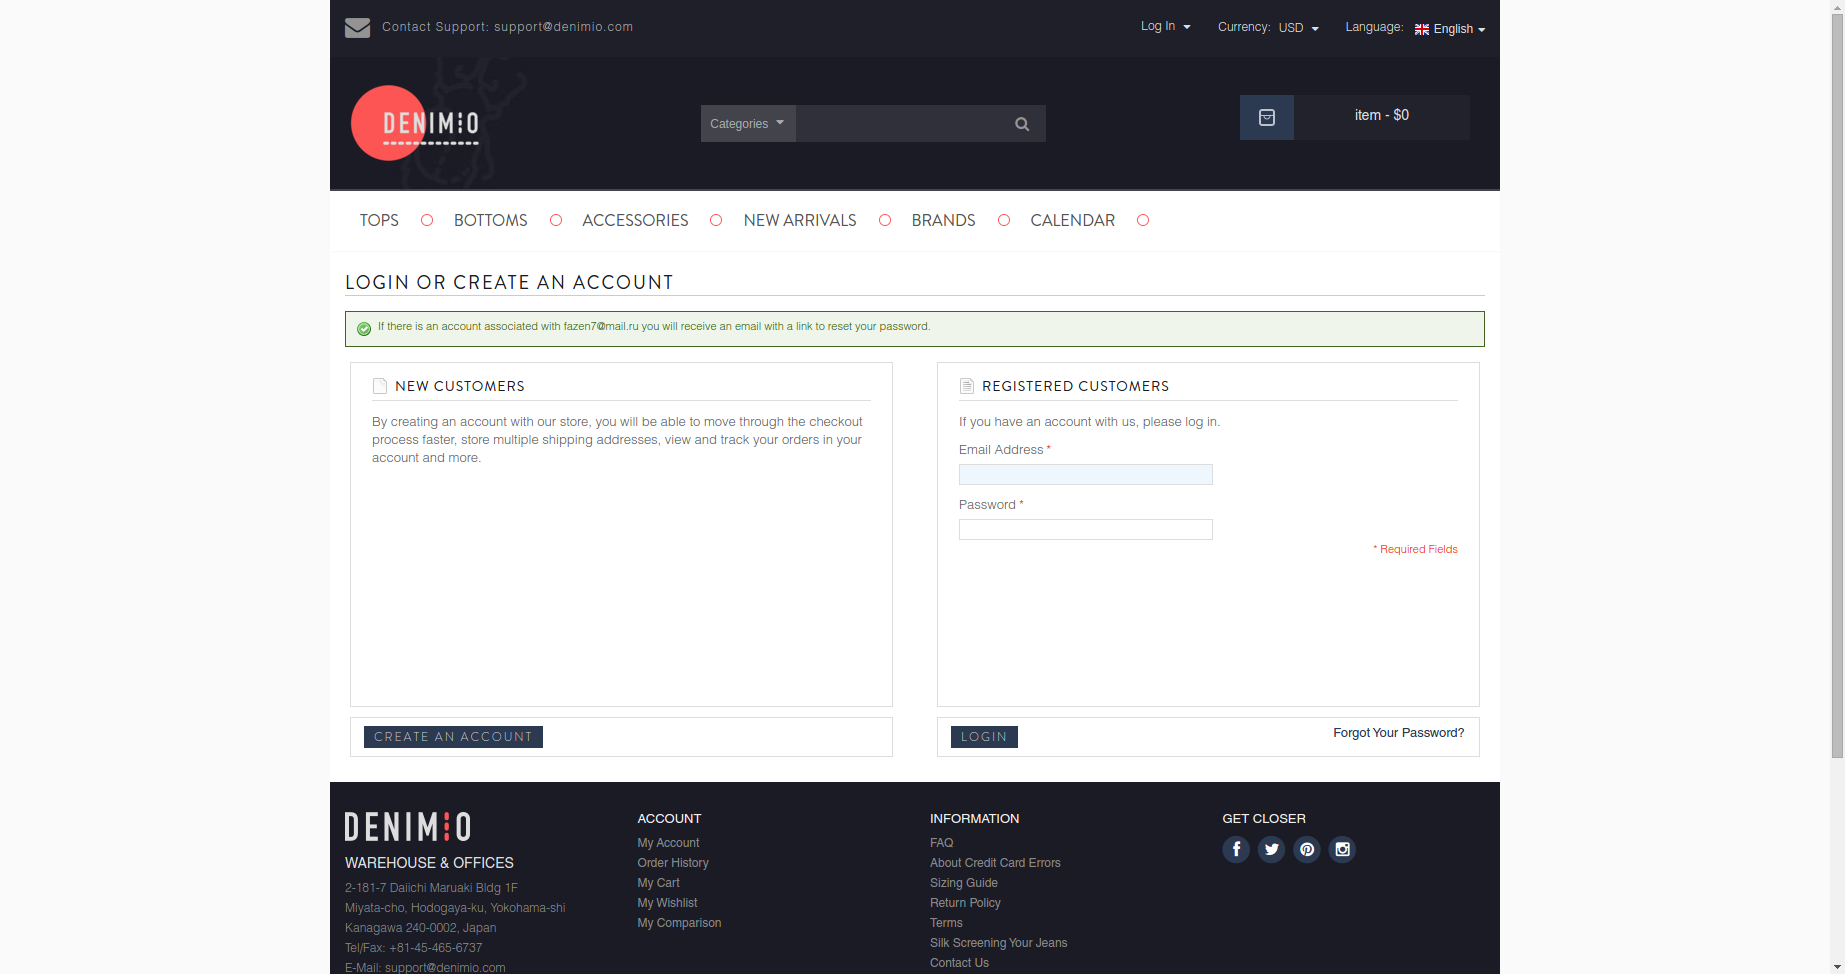 Contact Support: support@denimio.com
Log In
Currency: USD
Language: English
DENIMIO
Categories
item - $0
TOPS
BOTTOMS
ACCESSORIES
NEW ARRIVALS
BRANDS
CALENDAR
LOGIN OR CREATE AN ACCOUNT
If there is an account associated with fazen7@mail.ru you will receive an email with a link to reset your password.
NEW CUSTOMERS
By creating an account with our store, you will be able to move through the checkout
process faster, store multiple shipping addresses, view and track your orders in your
account and more.
CREATE AN ACCOUNT
REGISTERED CUSTOMERS
If you have an account with us, please log in.
Email Address *
Password *
* Required Fields
LOGIN
Forgot Your Password?
DENIMIO
WAREHOUSE & OFFICES
2-181-7 Daiichi Maruaki Bldg 1F
Miyata-cho, Hodogaya-ku, Yokohama-shi
Kanagawa 240-0002, Japan
Tel/Fax: +81-45-465-6737
E-Mail: support@denimio.com
ACCOUNT
My Account
Order History
My Cart
My Wishlist
My Comparison
INFORMATION
FAQ
About Credit Card Errors
Sizing Guide
Return Policy
Terms
Silk Screening Your Jeans
Contact Us
GET CLOSER